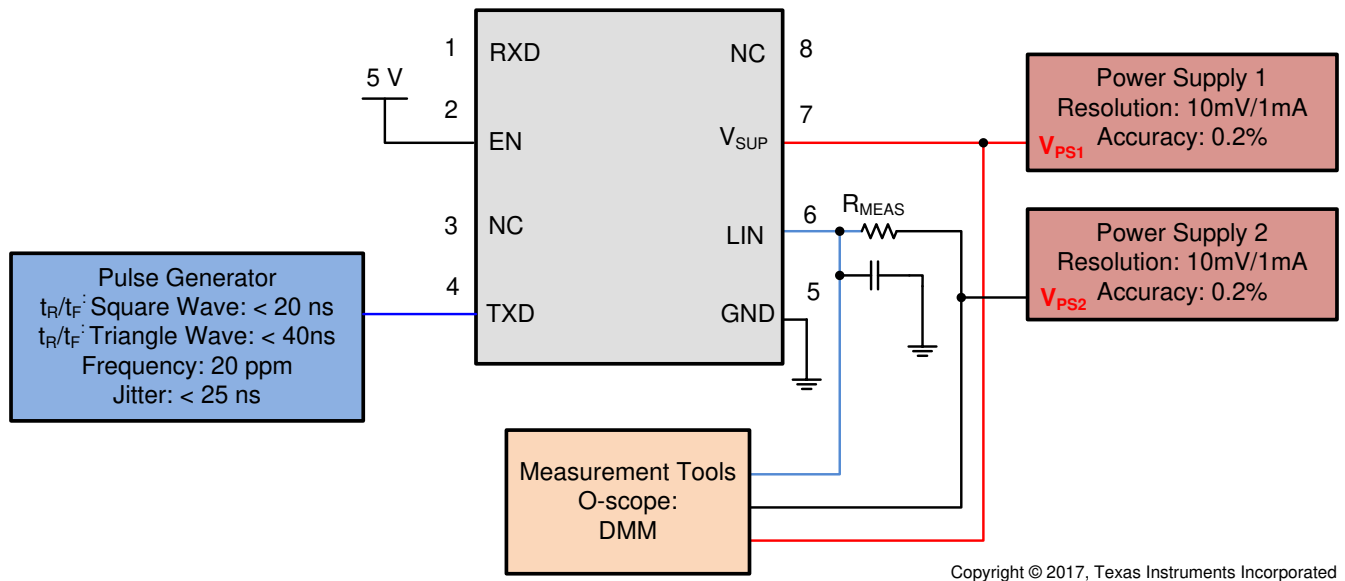 1
RXD
NC
8
5 V
2
EN
7
VSUP
3
NC
6
LIN
RMEAS
4
TXD
5
GND
Power Supply 1
Resolution: 10mV/1mA
VPS1 Accuracy: 0.2%
Power Supply 2
Resolution: 10mV/1mA
VPS2 Accuracy: 0.2%
Pulse Generator
tR/tF: Square Wave: < 20 ns
tR/tF: Triangle Wave: < 40ns
Frequency: 20 ppm
Jitter: < 25 ns
Measurement Tools
O-scope:
DMM
Copyright © 2017, Texas Instruments Incorporated